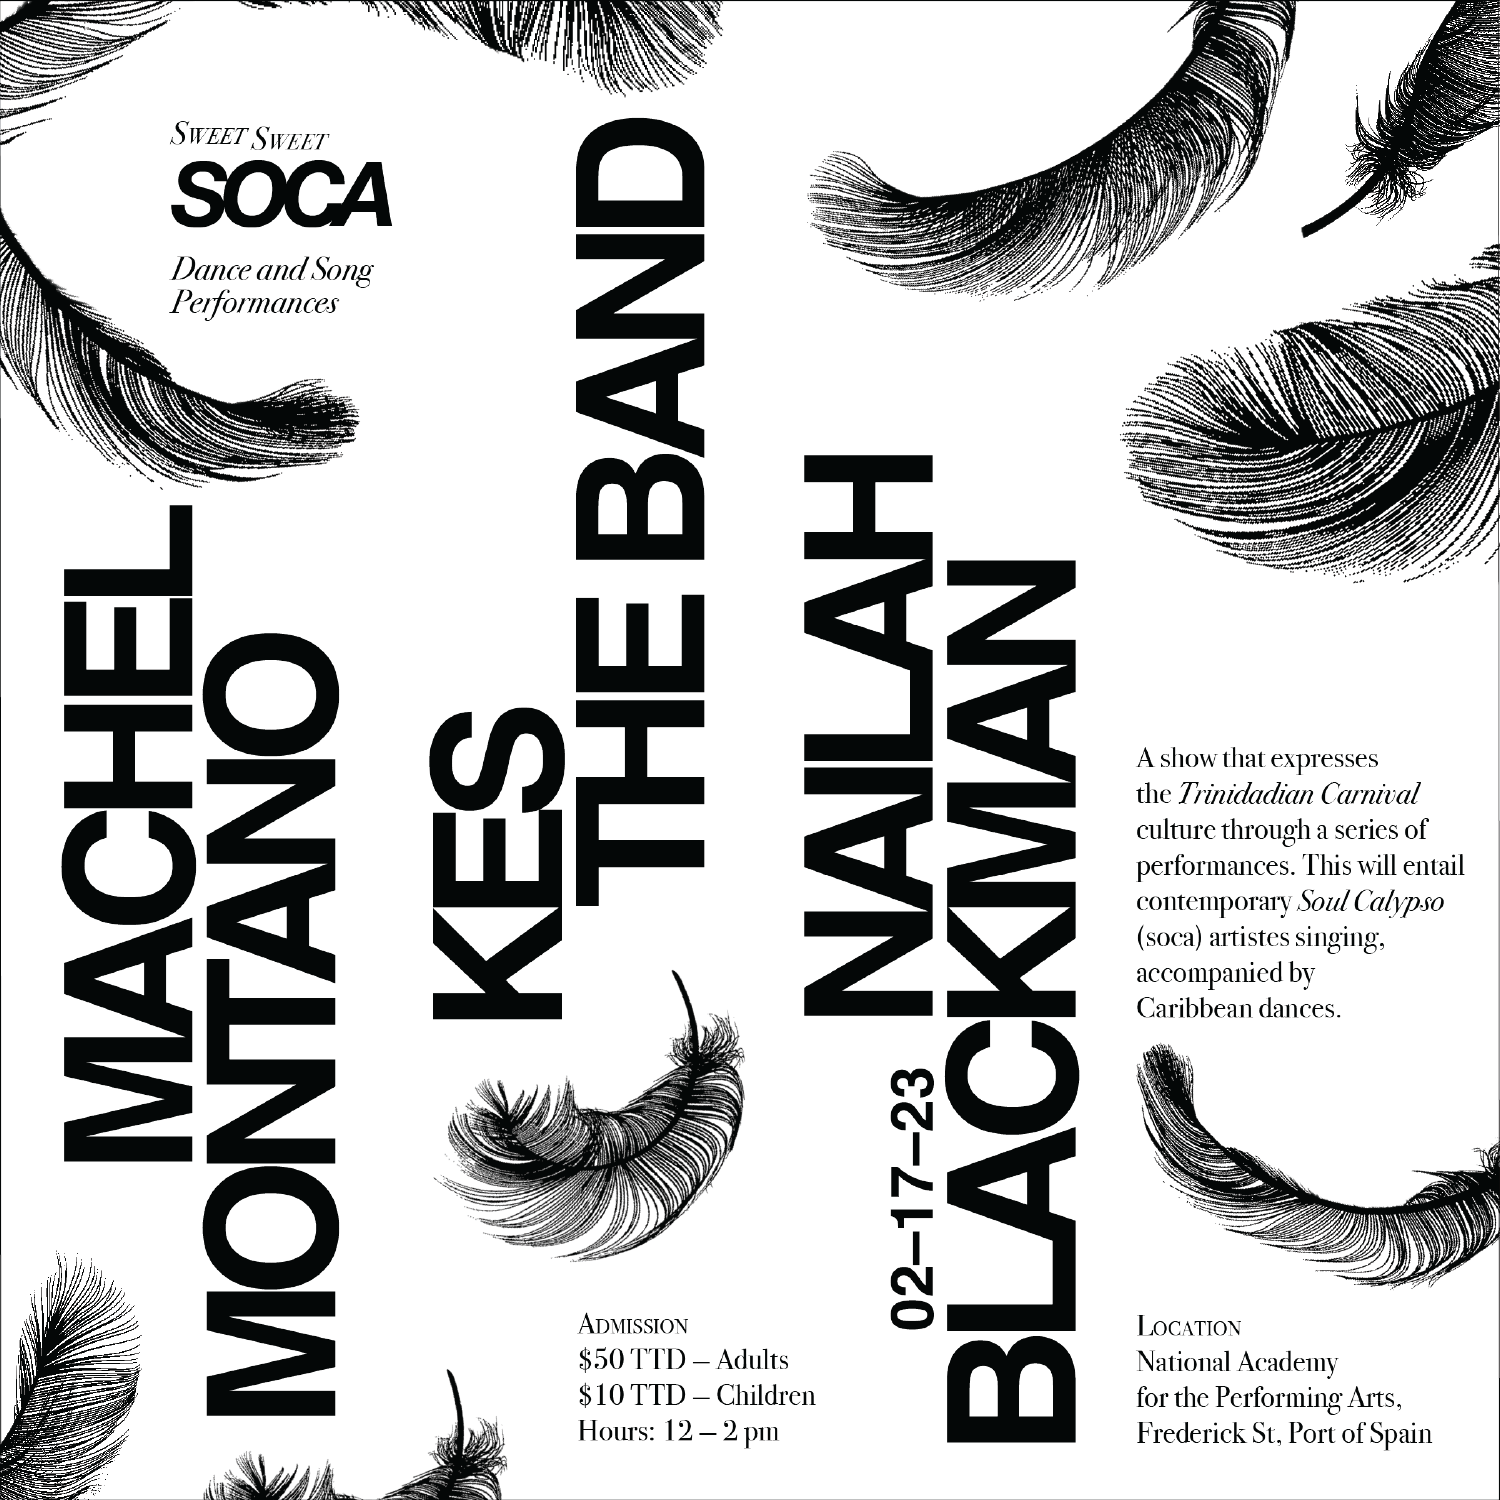 SWEET SWEET
SOCA
Dance and Song
Performances
MACHEL
MONTANO
KES
THE BAND
NAILAH
BLACKMAN
02–17–23
A show that expresses
the Trinidadian Carnival
culture through a series of
performances. This will entail
contemporary Soul Calypso
(soca) artistes singing,
accompanied by
Caribbean dances.
ADMISSION
$50 TTD – Adults
$10 TTD – Children
Hours: 12 – 2 pm
LOCATION
National Academy
for the Performing Arts,
Frederick St, Port of Spain